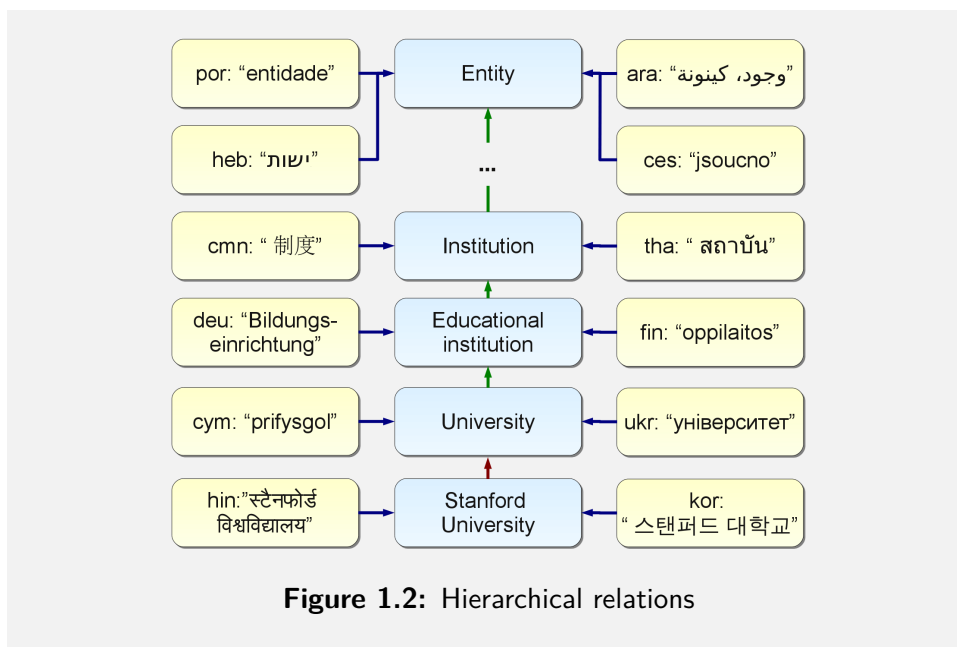 por: “entidade”
Entity
ara: “وجود، كينونة”
heb: “ישות”
ces: “jsoucno”
...
cmn: “ 制度”
Institution
tha: “ สถาบัน”
deu: “Bildungs-
einrichtung”
Educational
institution
fin: “oppilaitos”
cym: “prifysgol”
University
ukr: “університет”
hin:”स्टैनफोर्ड
विश्वविद्यालय”
Stanford
University
kor:
“ 스탠퍼드 대학교”
Figure 1.2: Hierarchical relations